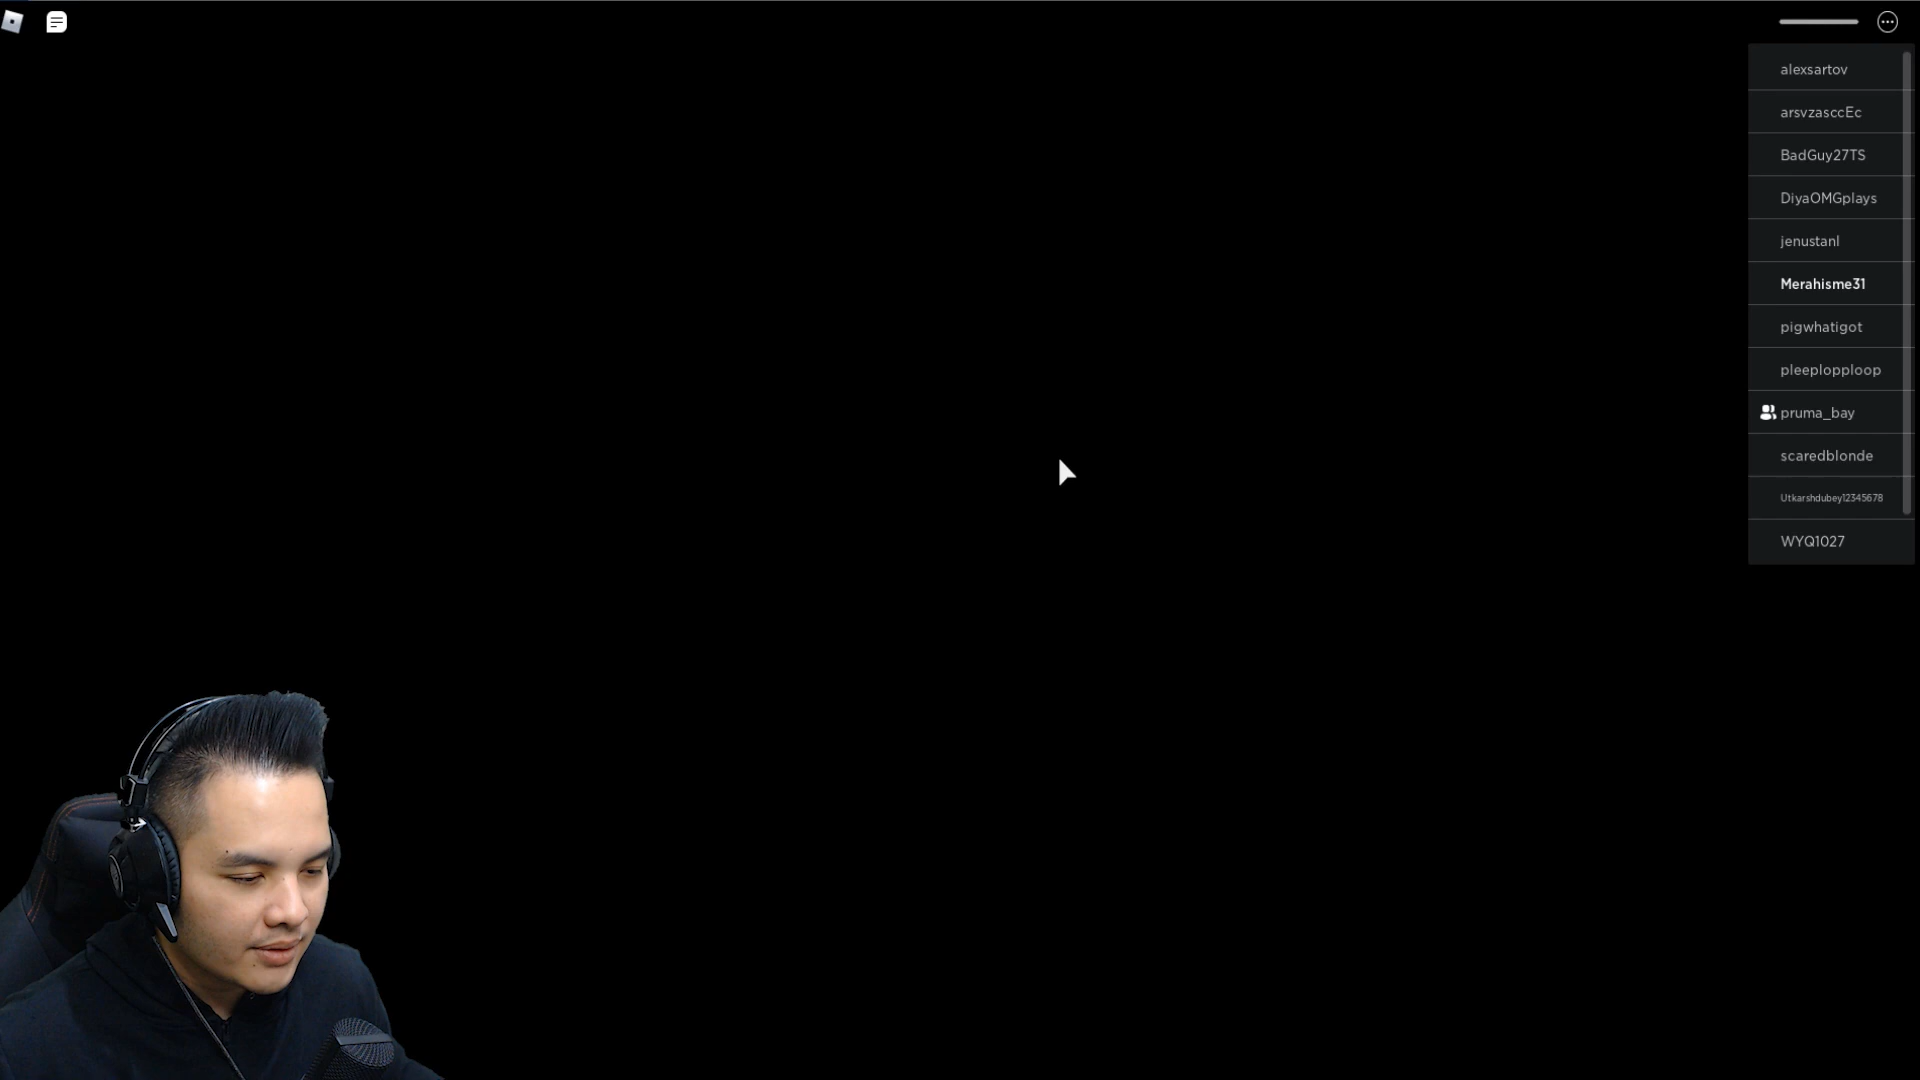 alexsartov
arsvzasccEc
BadGuy27TS
DiyaOMGplays
jenustanl
Merahisme31
pigwhatigot
pleeplopploop
pruma_bay
scaredblonde
Utkarshdubey12345678
WYQ1027